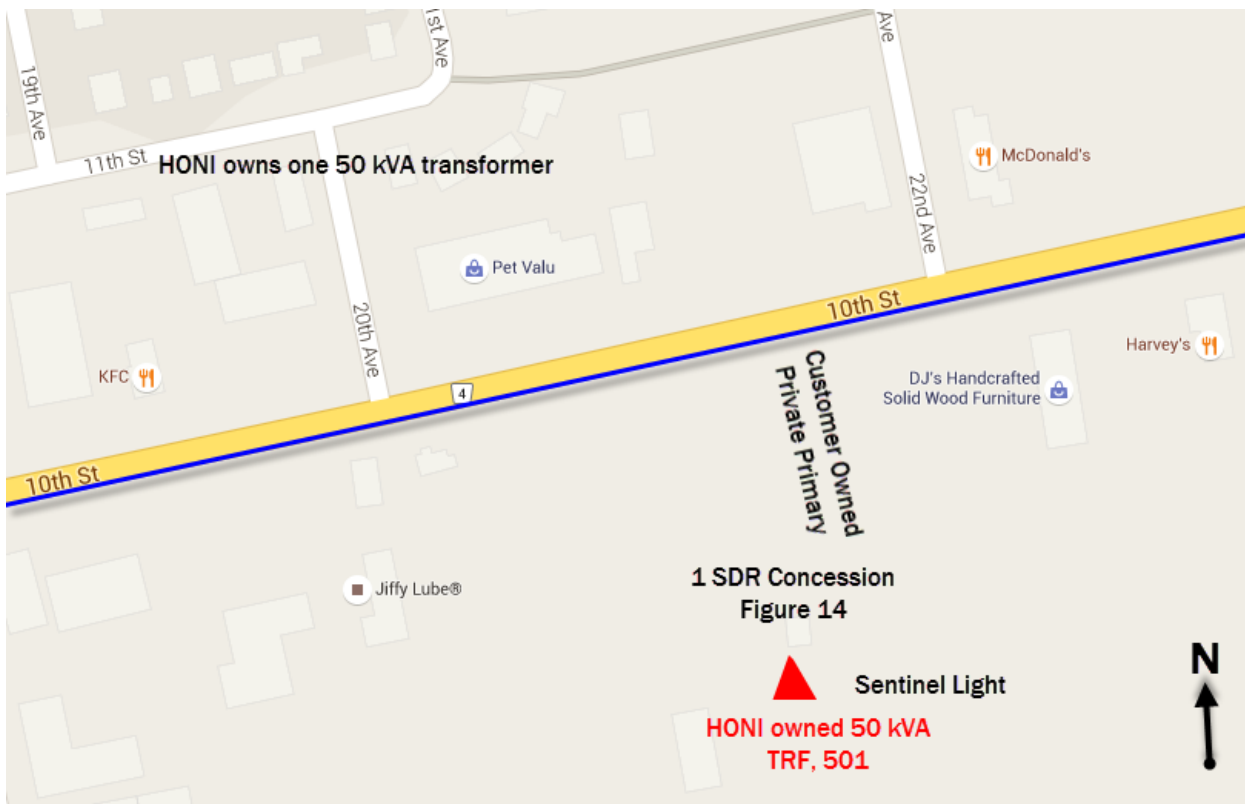 1st Ave
Ave
19th Ave
11th St
HONI owns one 50 kVA transformer
McDonald's
22nd Ave
Pet Valu
10th St
20th Ave
Harvey's
KFC
4
Customer Owned
Private Primary
DJ's Handcrafted
Solid Wood Furniture
10th St
1 SDR Concession
Figure 14
Jiffy Lube®
N
Sentinel Light
HONI owned 50 kVA
TRF, 501